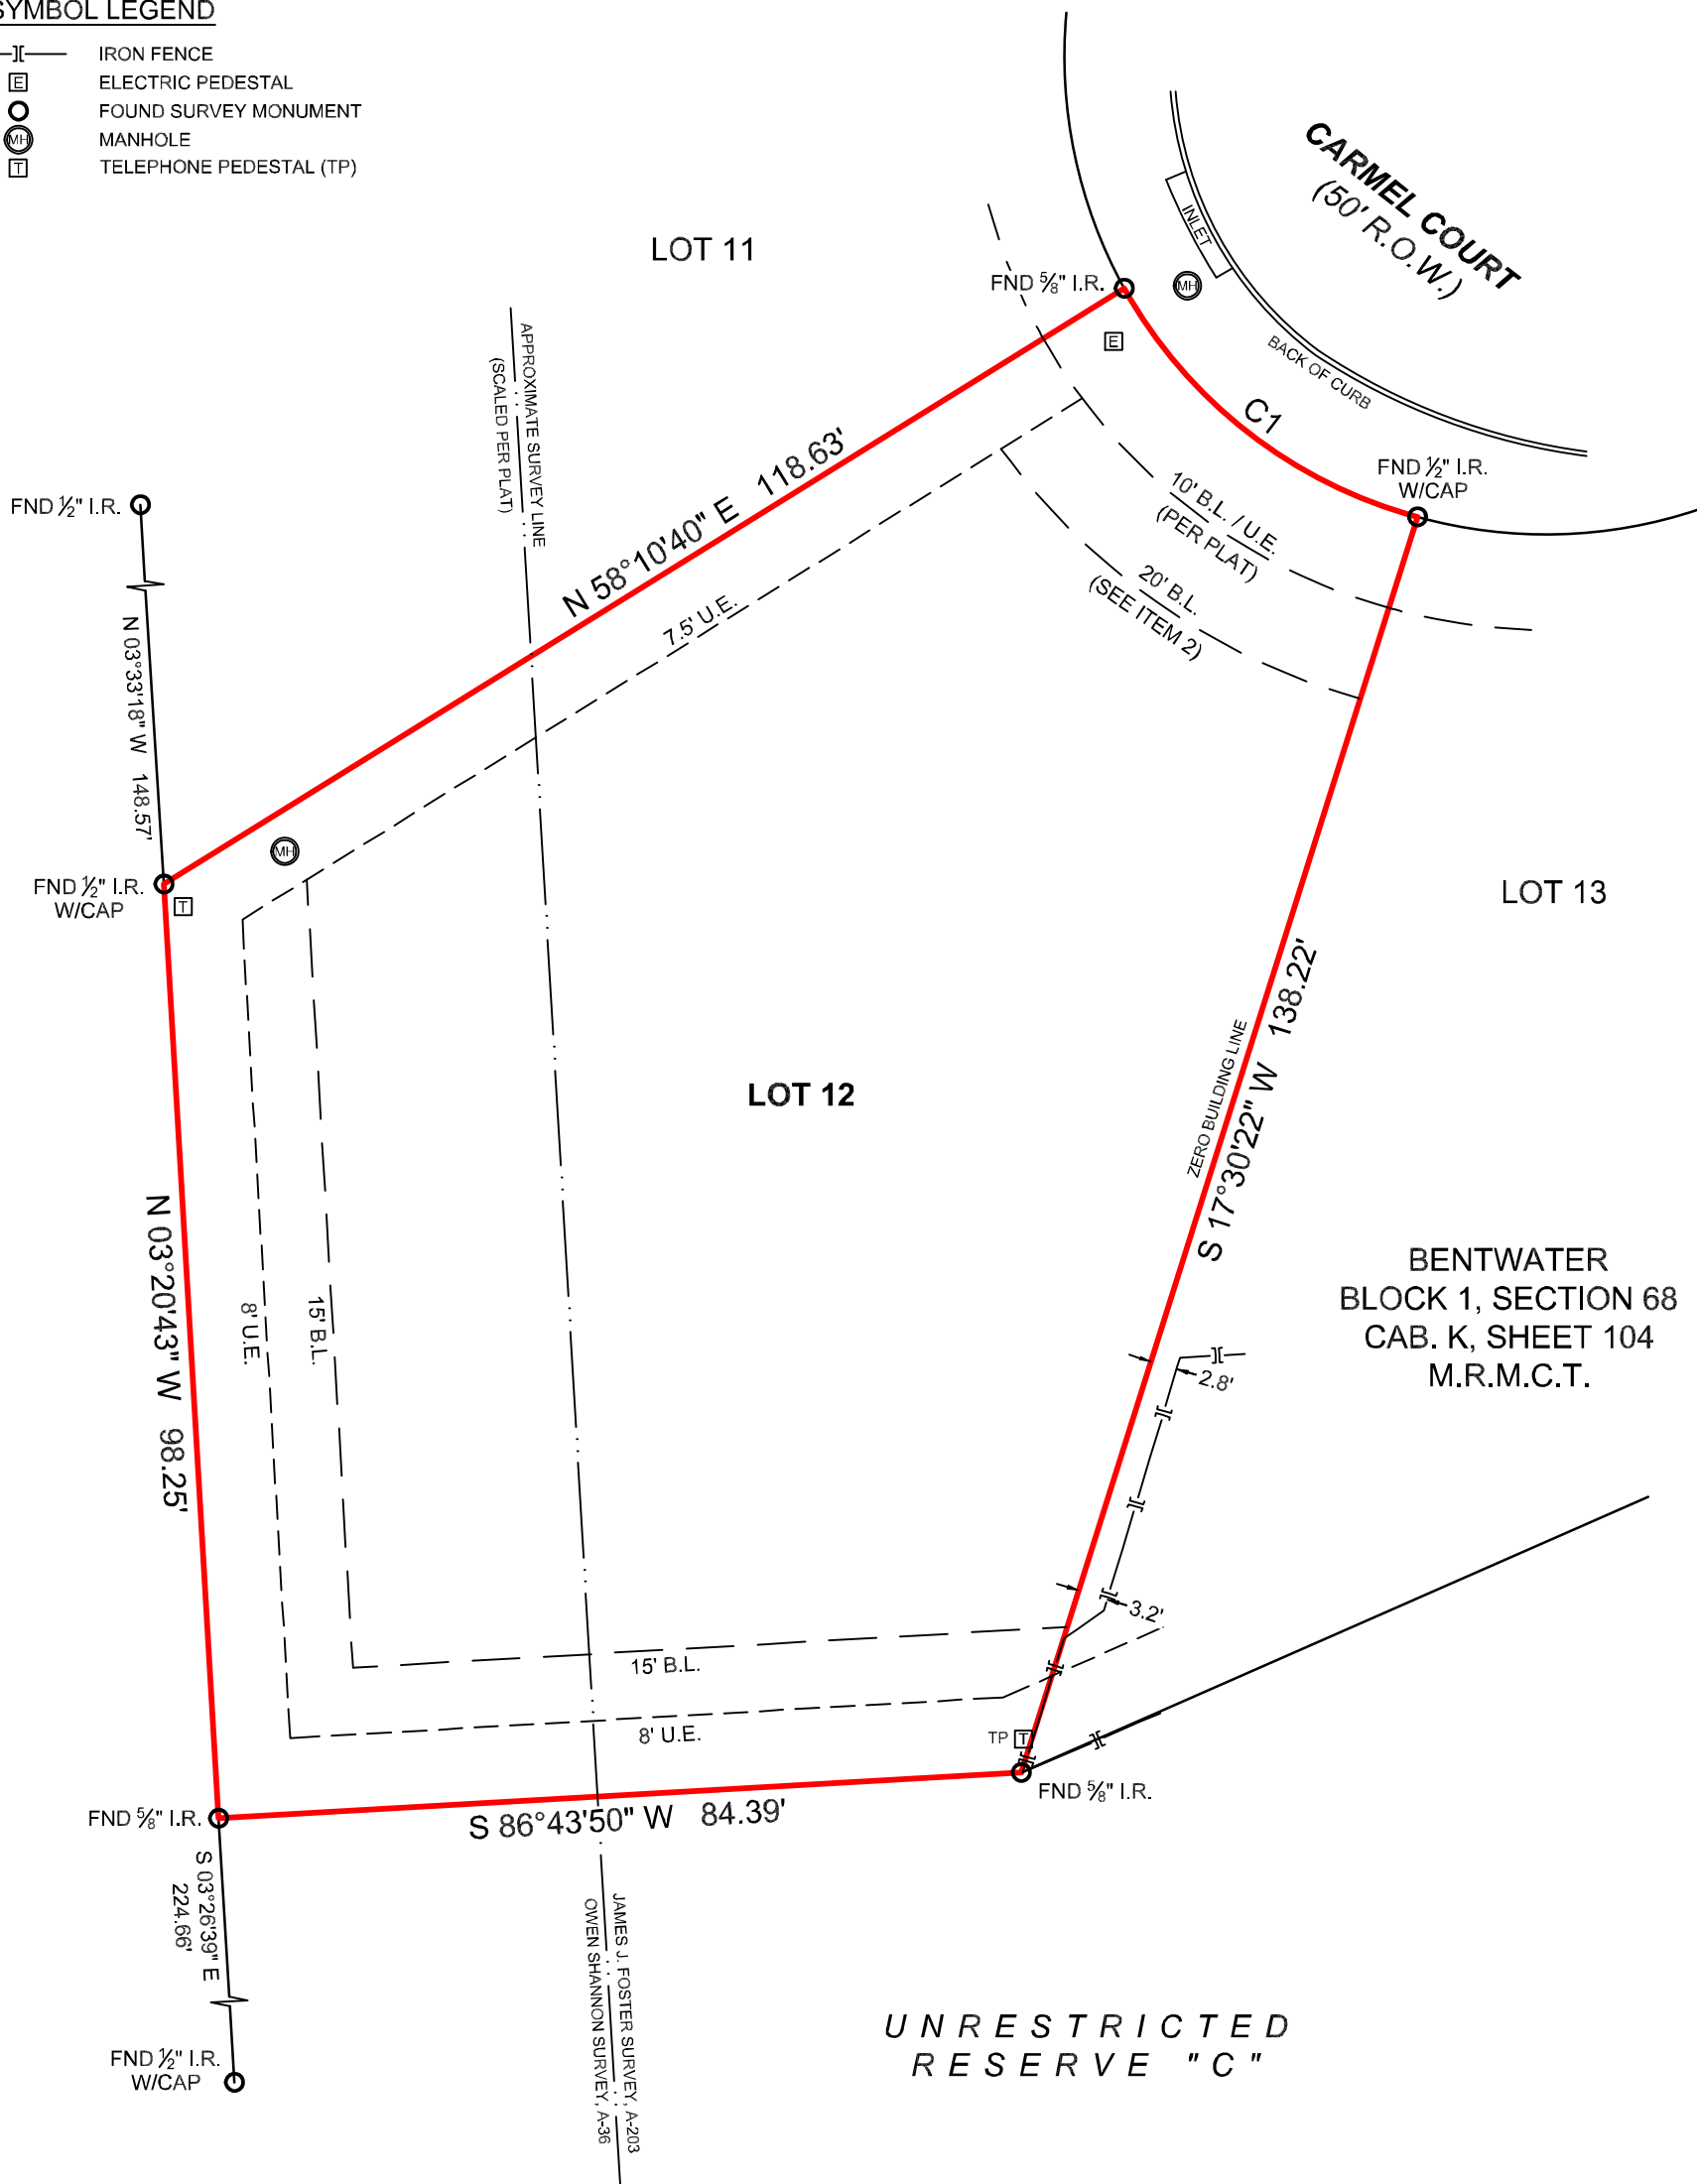 SYMBOL LEGEND
IRON FENCE
E ELECTRIC PEDESTAL
FOUND SURVEY MONUMENT
MH MANHOLE
T TELEPHONE PEDESTAL (TP)
CARMEL COURT
(50' R.O.W.)
INLET
MH
BACK OF CURB
LOT 11
FND 5/8" I.R.
E
C1
FND 1/2" I.R.
W/CAP
APPROXIMATE SURVEY LINE
(SCALED PER PLAT)
N 58°10'40" E 118.63'
7.5' U.E.
10' B.L. / U.E.
(PER PLAT)
20' B.L.
(SEE ITEM 2)
FND 1/2" I.R.
N 03°33'18" W 148.57'
MH
FND 1/2" I.R.
W/CAP
T
LOT 13
LOT 12
ZERO BUILDING LINE
S 17°30'22" W 138.22'
N 03°20'43" W 98.25'
8' U.E.
15' B.L.
BENTWATER
BLOCK 1, SECTION 68
CAB. K, SHEET 104
M.R.M.C.T.
2.8'
3.2'
15' B.L.
8' U.E.
TP T
FND 5/8" I.R.
FND 5/8" I.R.
S 86°43'50" W 84.39'
S 03°26'39" E
224.66'
FND 1/2" I.R.
W/CAP
JAMES J. FOSTER SURVEY, A-203
OWEN SHANNON SURVEY, A-36
UNRESTRICTED
RESERVE "C"